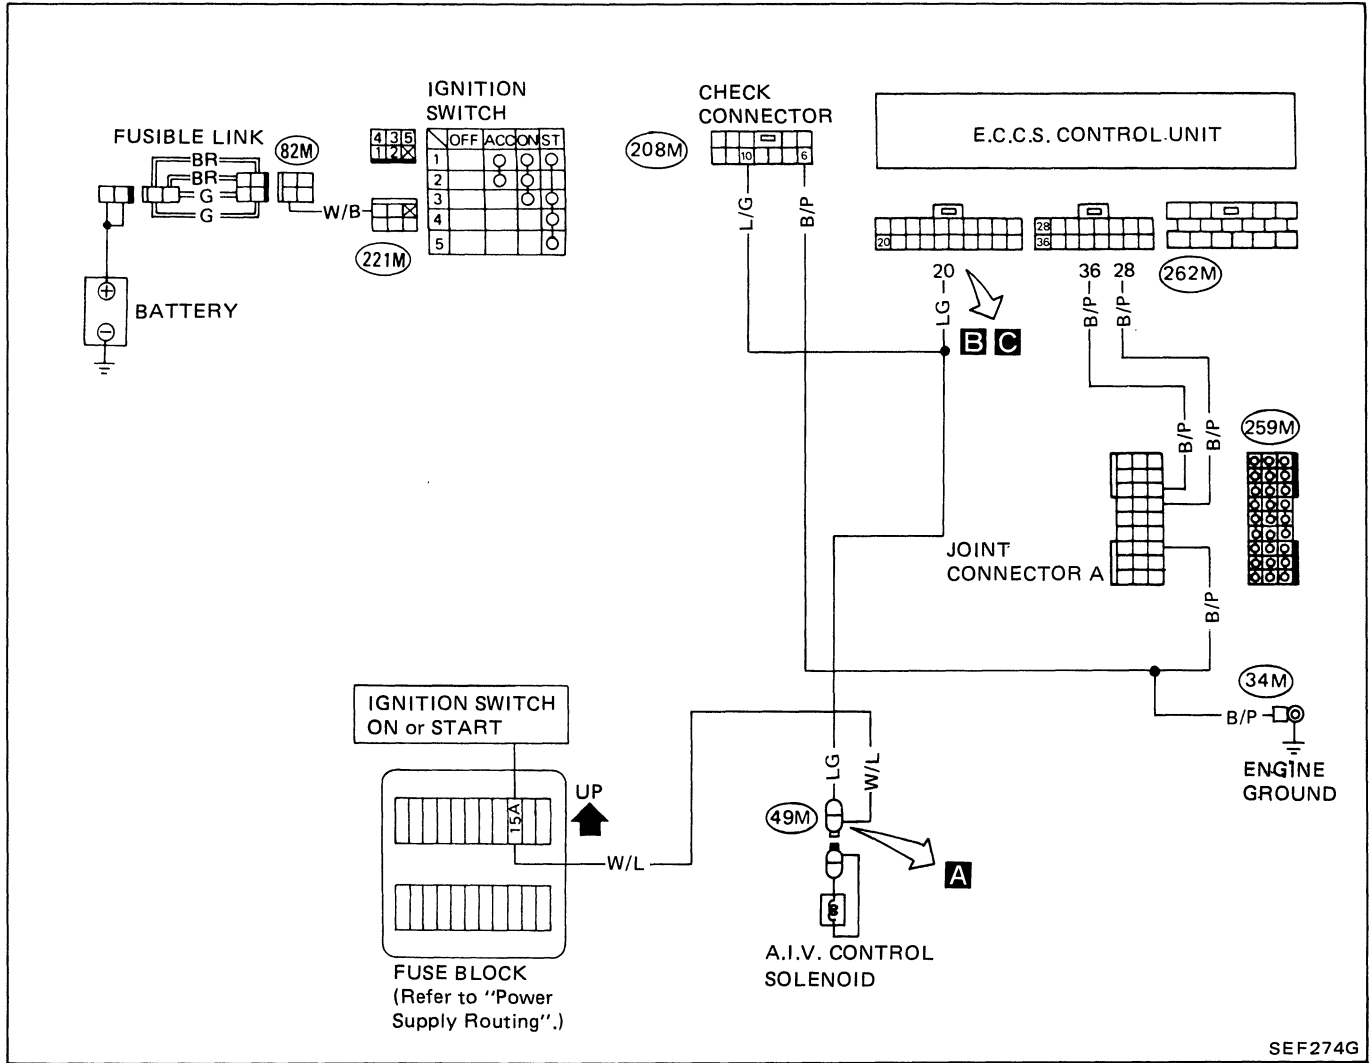 IGNITION
SWITCH
FUSIBLE LINK
82M
BR
BR
G
G
W/B
4 3 5
1 2
221M
OFF ACC ON ST
1
2
3
4
5
BATTERY
CHECK
CONNECTOR
208M
10 6
L/G
B/P
E.C.C.S. CONTROL UNIT
20
28
36
20
36 28
262M
LG
B/P
B/P
B C
B/P
B/P
259M
JOINT
CONNECTOR A
B/P
34M
B/P
ENGINE
GROUND
IGNITION SWITCH
ON or START
15A
UP
W/L
LG
W/L
49M
A
A.I.V. CONTROL
SOLENOID
FUSE BLOCK
(Refer to "Power
Supply Routing".)
SEF274G